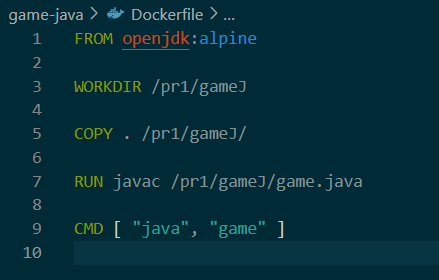 game-java > Dockerfile > ...
1 FROM openjdk:alpine
2
3 WORKDIR /pr1/gameJ
4
5 COPY . /pr1/gameJ/
6
7 RUN javac /pr1/gameJ/game.java
8
9 CMD [ "java", "game" ]
10